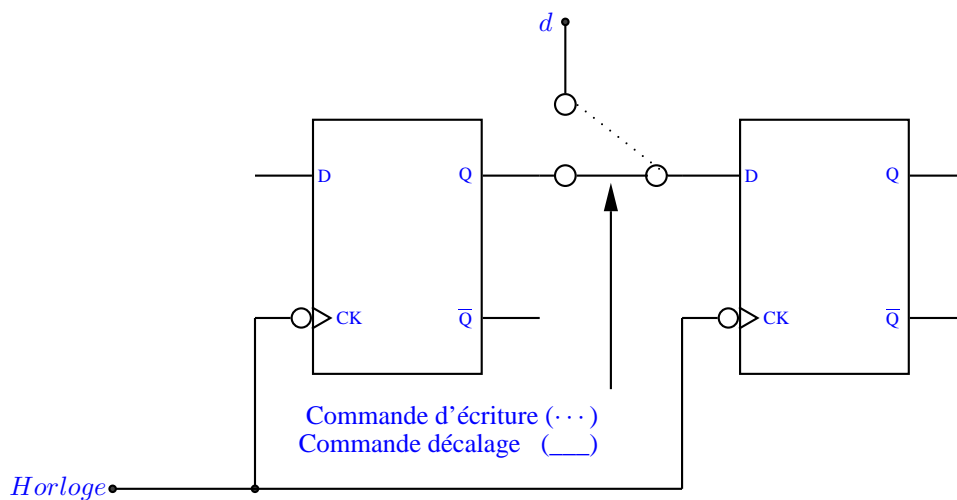 d
D Q D Q
CK Q̅ CK Q̅
Commande d'écriture (· · ·)
Commande décalage (___)
Horloge